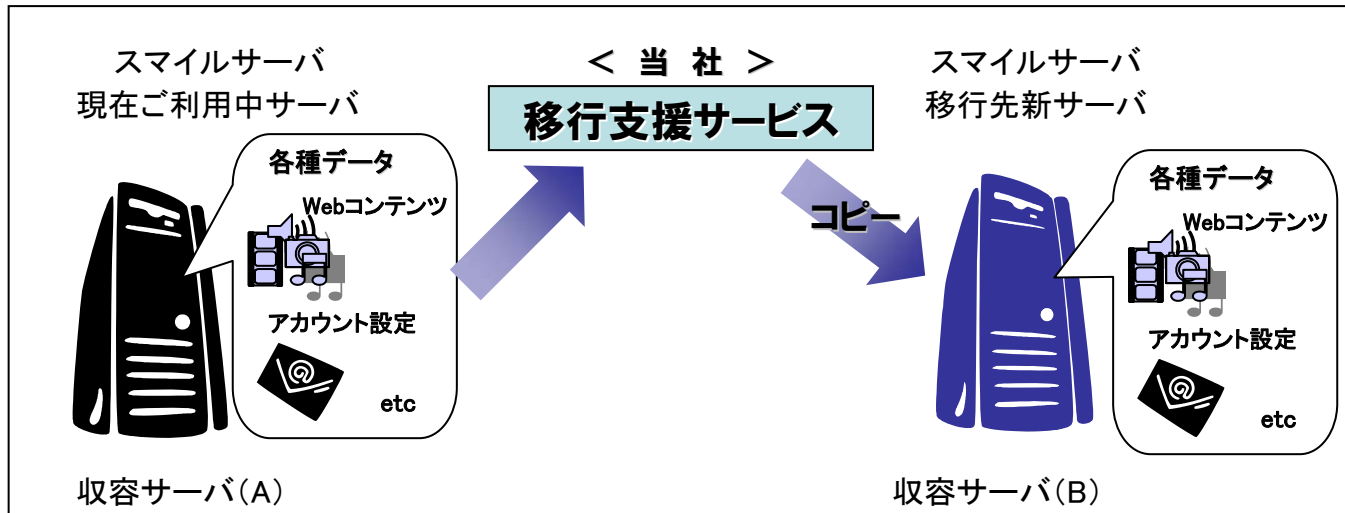 スマイルサーバ
現在ご利用中サーバ
各種データ
Webコンテンツ
アカウント設定
etc
収容サーバ(A)
＜ 当 社 ＞
移行支援サービス
コピー
スマイルサーバ
移行先新サーバ
各種データ
Webコンテンツ
アカウント設定
etc
収容サーバ(B)